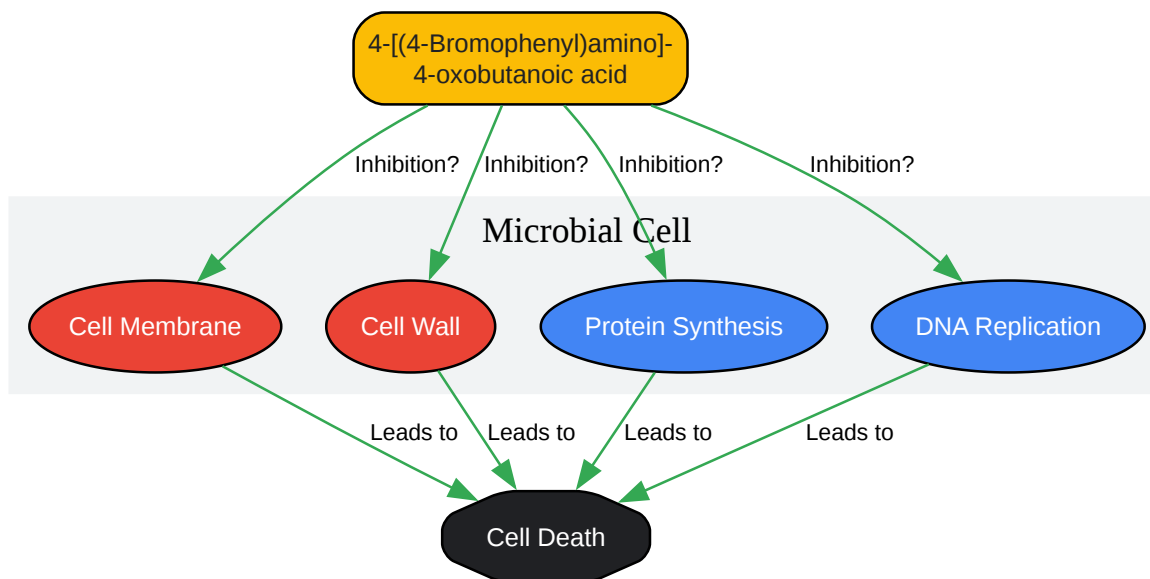 4-[(4-Bromophenyl)amino]-
4-oxobutanoic acid
Inhibition?
Inhibition?
Inhibition?
Inhibition?
Microbial Cell
Cell Membrane
Cell Wall
Protein Synthesis
DNA Replication
Leads to
Leads to
Leads to
Leads to
Cell Death